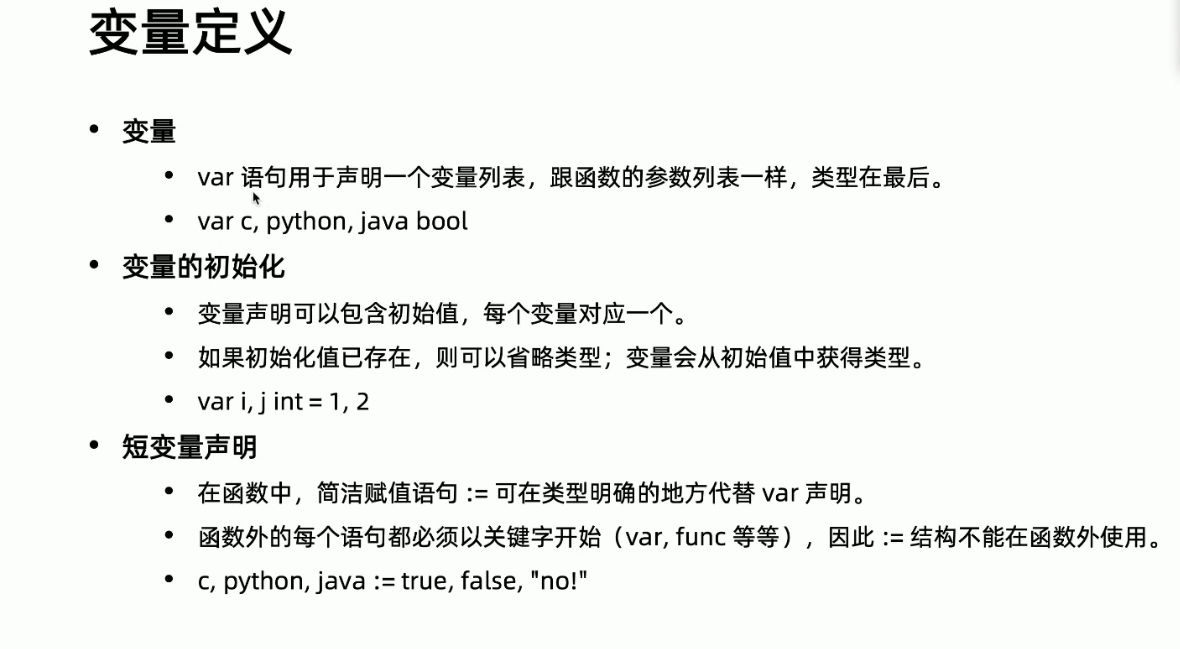 变量定义
• 变量
• var 语句用于声明一个变量列表，跟函数的参数列表一样，类型在最后。
• var c, python, java bool
• 变量的初始化
• 变量声明可以包含初始值，每个变量对应一个。
• 如果初始化值已存在，则可以省略类型；变量会从初始值中获得类型。
• var i, j int = 1, 2
• 短变量声明
• 在函数中，简洁赋值语句 := 可在类型明确的地方代替 var 声明。
• 函数外的每个语句都必须以关键字开始（var, func 等等），因此 := 结构不能在函数外使用。
• c, python, java := true, false, "no!"